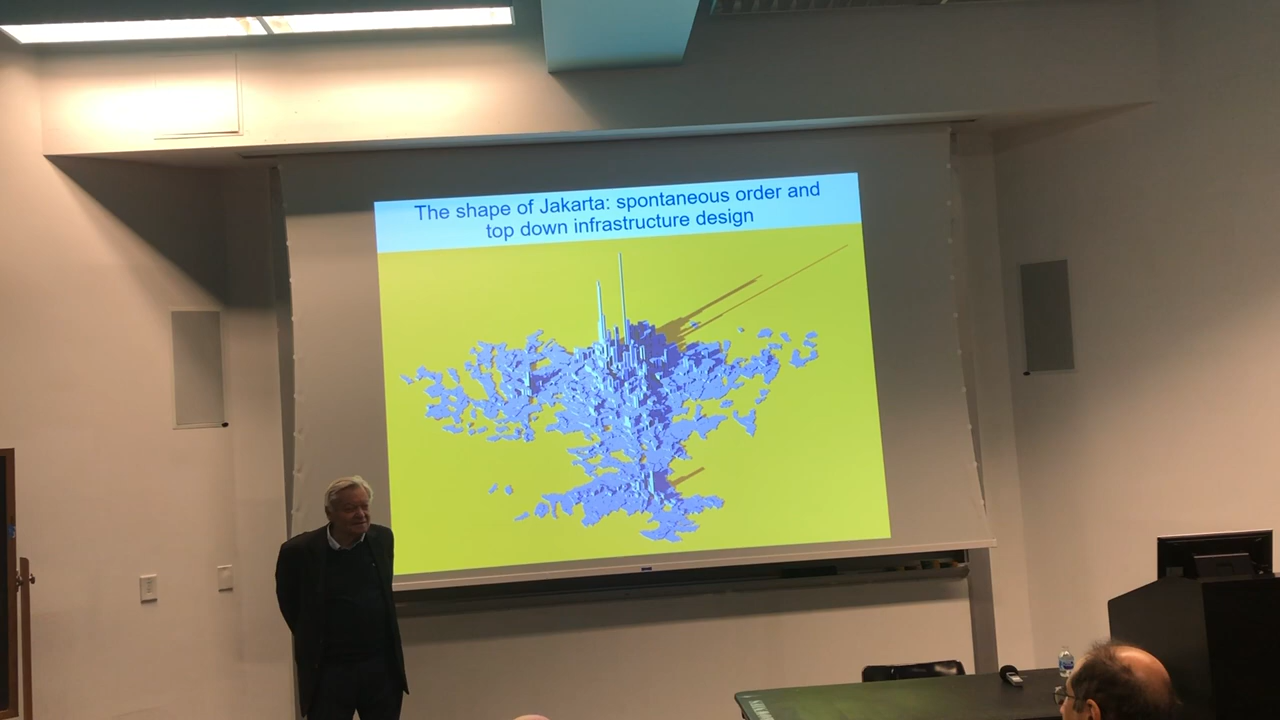 The shape of Jakarta: spontaneous order and
top down infrastructure design